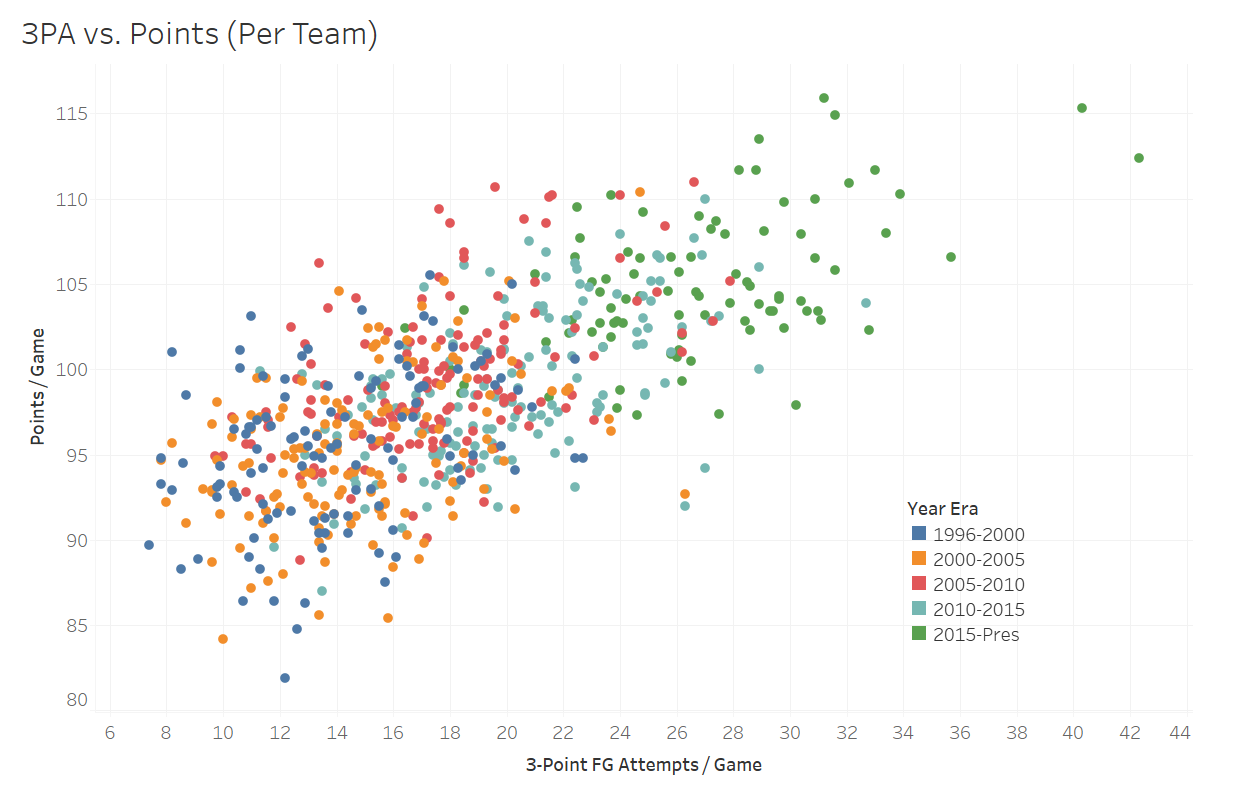 3PA vs. Points (Per Team)
115
110
105
100
95
90
85
80
Points / Game
Year Era
1996-2000
2000-2005
2005-2010
2010-2015
2015-Pres
6 8 10 12 14 16 18 20 22 24 26 28 30 32 34 36 38 40 42 44
3-Point FG Attempts / Game